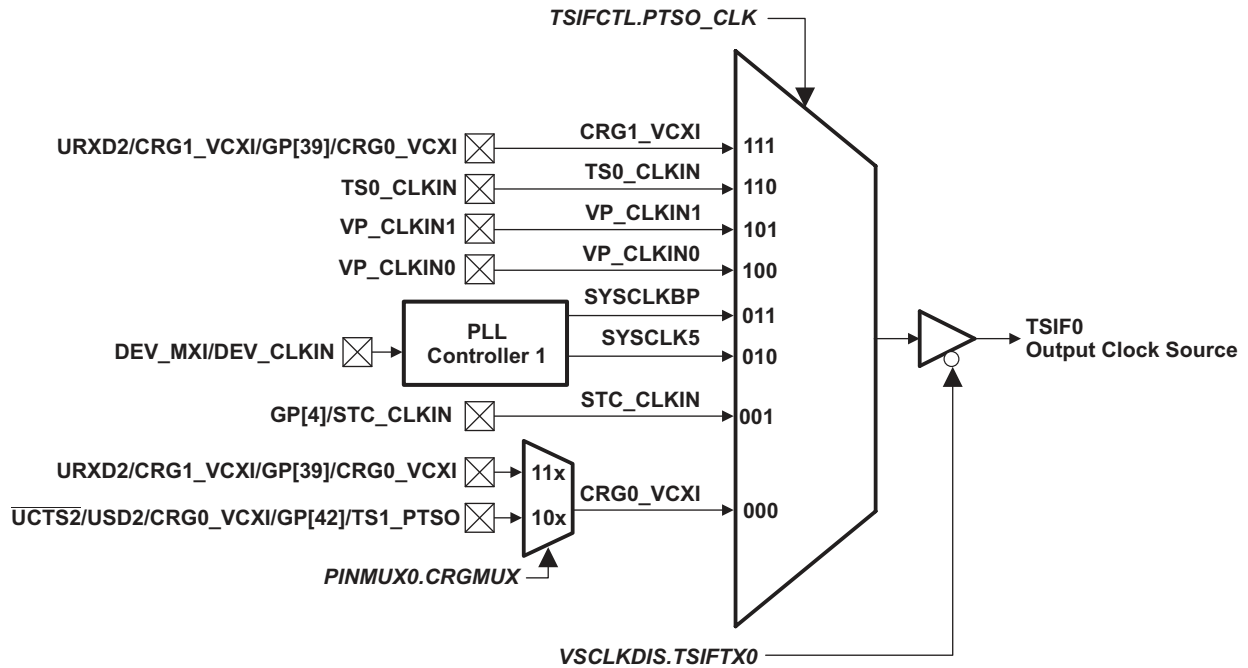 TSIFCTL.PTSO_CLK
URXD2/CRG1_VCXI/GP[39]/CRG0_VCXI
CRG1_VCXI
111
TS0_CLKIN
TS0_CLKIN
110
VP_CLKIN1
VP_CLKIN1
101
VP_CLKIN0
VP_CLKIN0
100
DEV_MXI/DEV_CLKIN
PLL
Controller 1
SYSCLKBP
011
SYSCLK5
010
TSIF0
Output Clock Source
GP[4]/STC_CLKIN
STC_CLKIN
001
URXD2/CRG1_VCXI/GP[39]/CRG0_VCXI
11x
UCTS2/USD2/CRG0_VCXI/GP[42]/TS1_PTSO
10x
CRG0_VCXI
000
PINMUX0.CRGMUX
VSCLKDIS.TSIFTX0